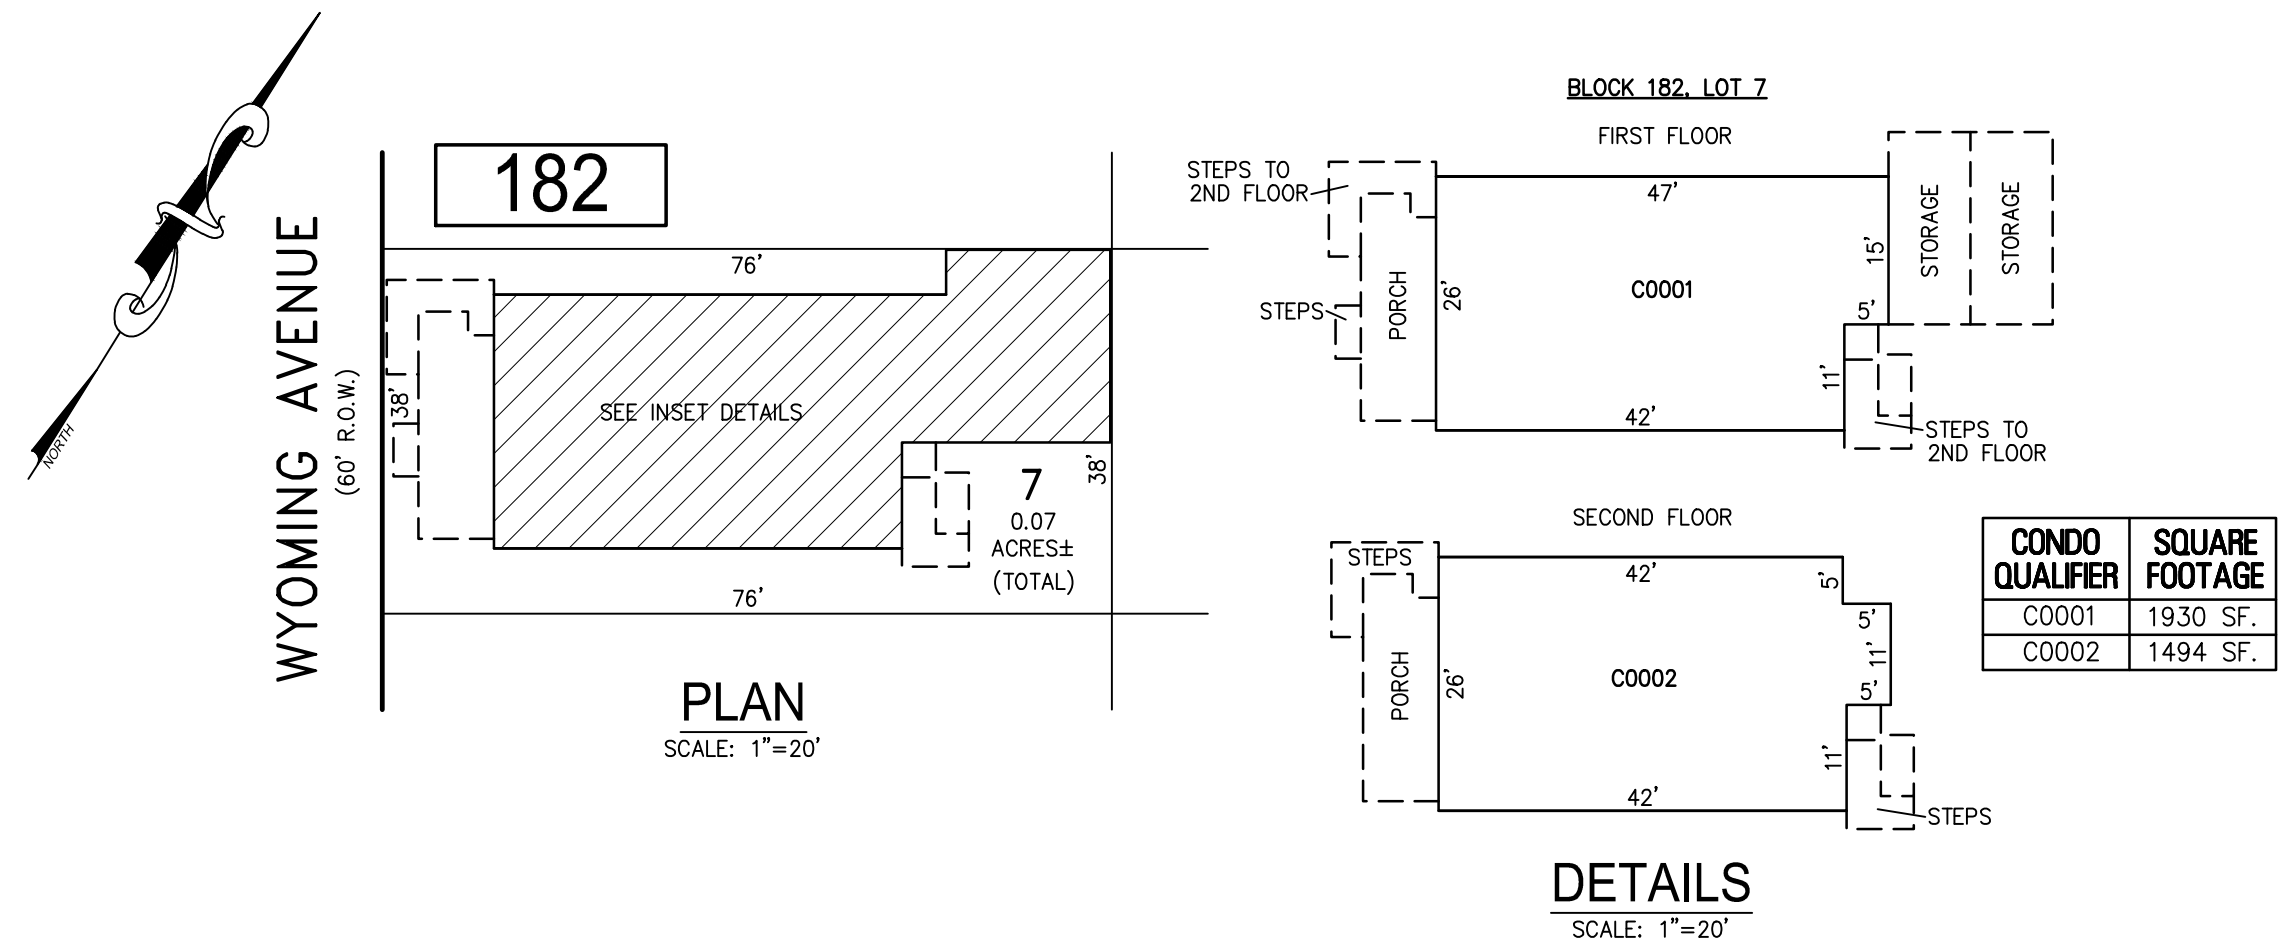 NORTH
WYOMING AVENUE
(60' R.O.W.)
182
76'
38'
SEE INSET DETAILS
38'
7
0.07
ACRES±
(TOTAL)
76'
PLAN
SCALE: 1"=20'
BLOCK 182, LOT 7
FIRST FLOOR
STEPS TO
2ND FLOOR
47'
STORAGE
STORAGE
15'
PORCH
26'
C0001
STEPS
5'
11'
42'
STEPS TO
2ND FLOOR
SECOND FLOOR
STEPS
42'
5'
5'
11'
PORCH
26'
C0002
5'
11'
42'
STEPS
DETAILS
SCALE: 1"=20'
CONDO QUALIFIER
SQUARE FOOTAGE
C0001 1930 SF.
C0002 1494 SF.